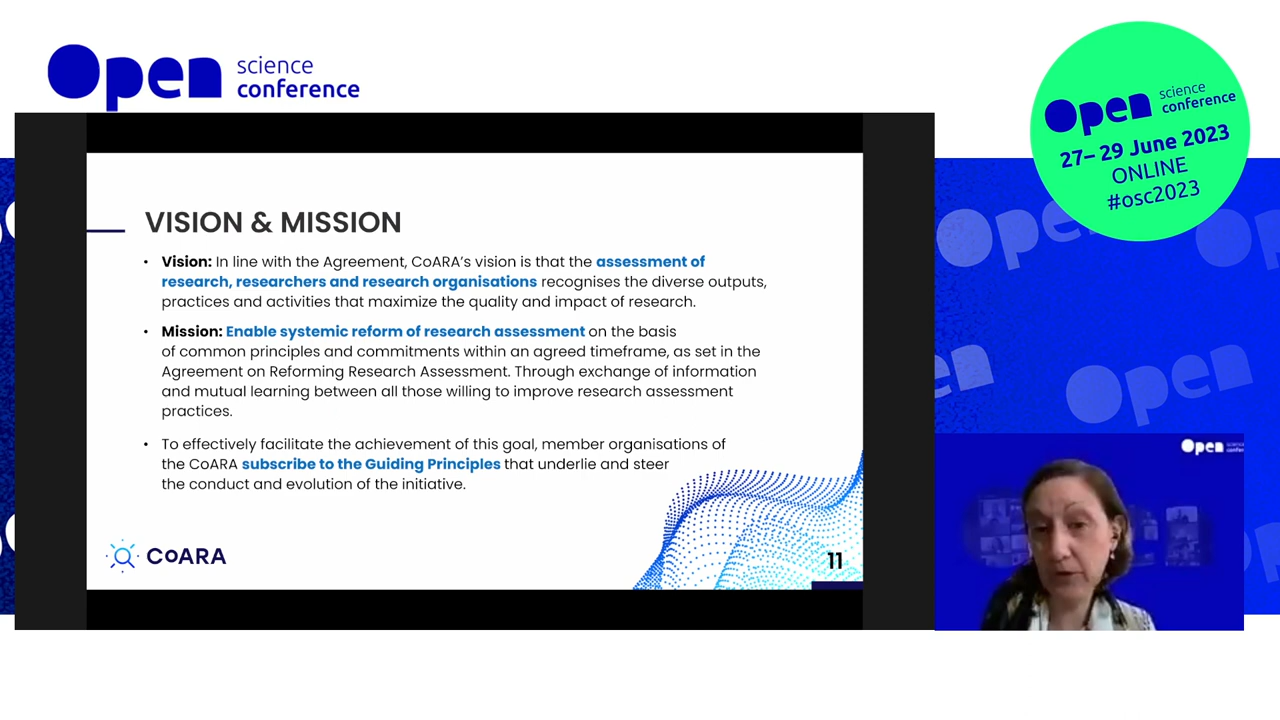 Open science conference
Open science conference
27– 29 June 2023
ONLINE
#osc2023
VISION & MISSION
• Vision: In line with the Agreement, CoARA’s vision is that the assessment of
research, researchers and research organisations recognises the diverse outputs,
practices and activities that maximize the quality and impact of research.
• Mission: Enable systemic reform of research assessment on the basis
of common principles and commitments within an agreed timeframe, as set in the
Agreement on Reforming Research Assessment. Through exchange of information
and mutual learning between all those willing to improve research assessment
practices.
• To effectively facilitate the achievement of this goal, member organisations of
the CoARA subscribe to the Guiding Principles that underlie and steer
the conduct and evolution of the initiative.
CoARA
11
Open
Open
Open